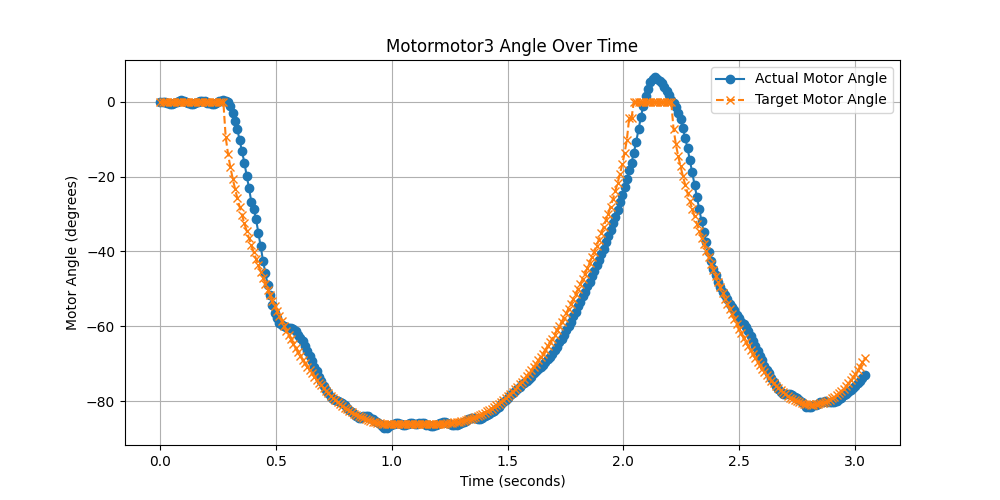 Motormotor3 Angle Over Time
Actual Motor Angle
Target Motor Angle
Motor Angle (degrees)
0
−20
−40
−60
−80
0.0 0.5 1.0 1.5 2.0 2.5 3.0
Time (seconds)